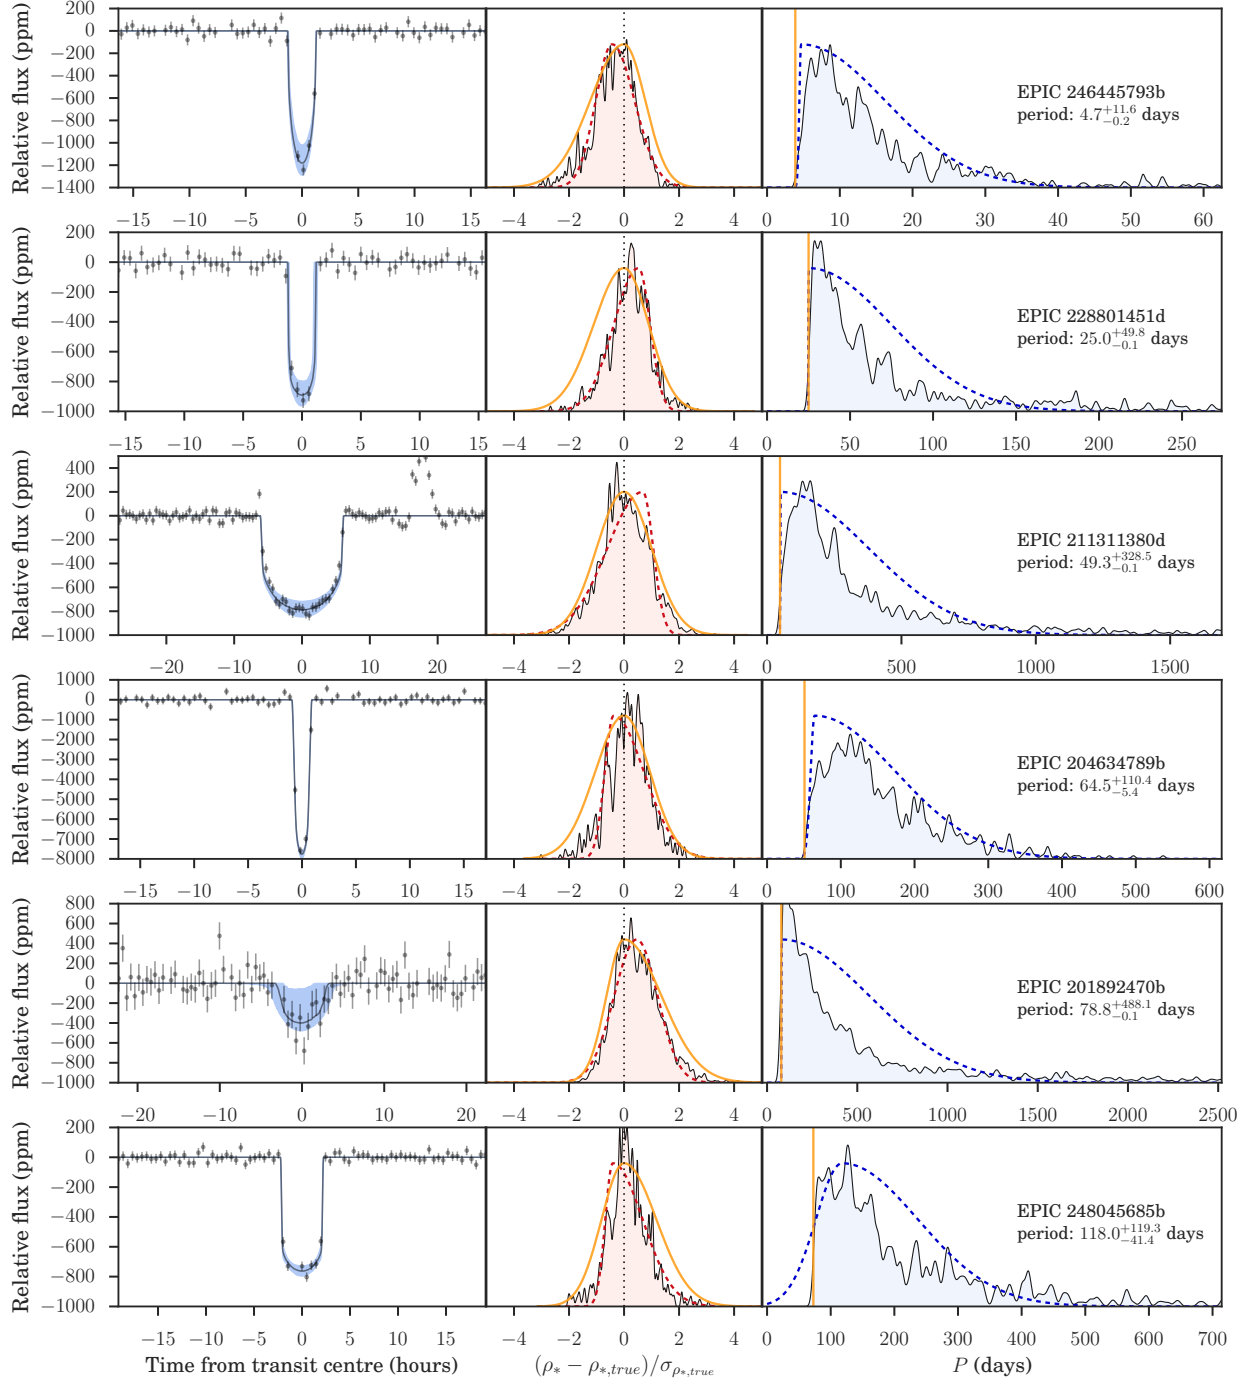 Relative flux (ppm)
200
0
−200
−400
−600
−800
−1000
−1200
−1400
−15 −10 −5 0 5 10 15
−4 −2 0 2 4
EPIC 246445793b
period: 4.7^{+11.6}_{−0.2} days
0 10 20 30 40 50 60
Relative flux (ppm)
200
0
−200
−400
−600
−800
−1000
−15 −10 −5 0 5 10 15
−4 −2 0 2 4
EPIC 228801451d
period: 25.0^{+49.8}_{−0.1} days
0 50 100 150 200 250
Relative flux (ppm)
400
200
0
−200
−400
−600
−800
−1000
−20 −10 0 10 20
−4 −2 0 2 4
EPIC 211311380d
period: 49.3^{+328.5}_{−0.1} days
0 500 1000 1500
Relative flux (ppm)
1000
0
−1000
−2000
−3000
−4000
−5000
−6000
−7000
−8000
−15 −10 −5 0 5 10 15
−4 −2 0 2 4
EPIC 204634789b
period: 64.5^{+110.4}_{−5.4} days
0 100 200 300 400 500 600
Relative flux (ppm)
800
600
400
200
0
−200
−400
−600
−800
−1000
−20 −10 0 10 20
−4 −2 0 2 4
EPIC 201892470b
period: 78.8^{+488.1}_{−0.1} days
0 500 1000 1500 2000 2500
Relative flux (ppm)
200
0
−200
−400
−600
−800
−1000
−15 −10 −5 0 5 10 15
−4 −2 0 2 4
EPIC 248045685b
period: 118.0^{+119.3}_{−41.4} days
0 100 200 300 400 500 600 700
Time from transit centre (hours)
(ρ_* − ρ_{*,true})/σ_{ρ_{*,true}}
P (days)